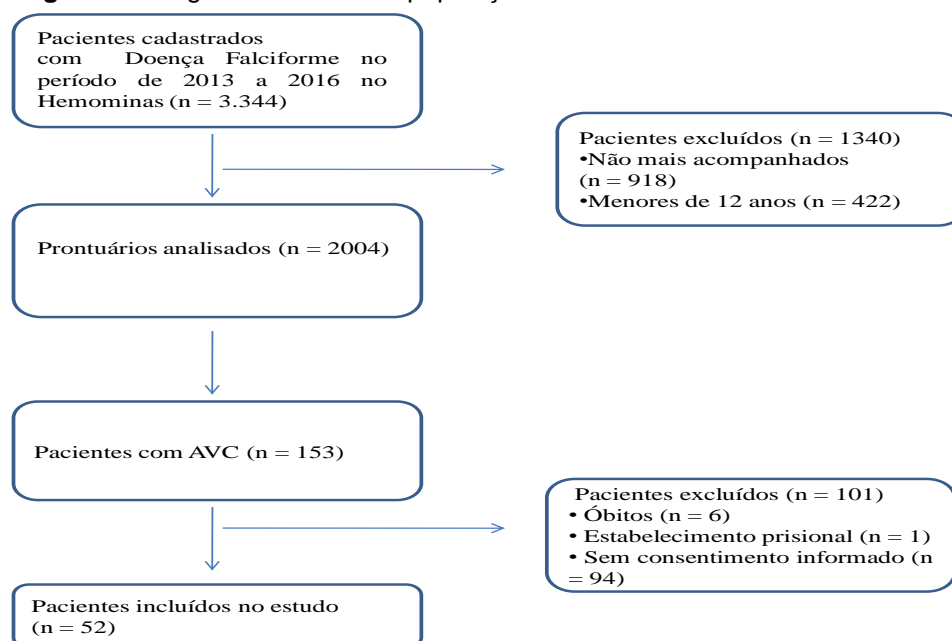 Pacientes cadastrados
com Doença Falciforme no
período de 2013 a 2016 no
Hemominas (n = 3.344)
Pacientes excluídos (n = 1340)
•Não mais acompanhados
(n = 918)
•Menores de 12 anos (n = 422)
Prontuários analisados (n = 2004)
Pacientes com AVC (n = 153)
Pacientes excluídos (n = 101)
• Óbitos (n = 6)
• Estabelecimento prisional (n = 1)
• Sem consentimento informado (n
= 94)
Pacientes incluídos no estudo
(n = 52)